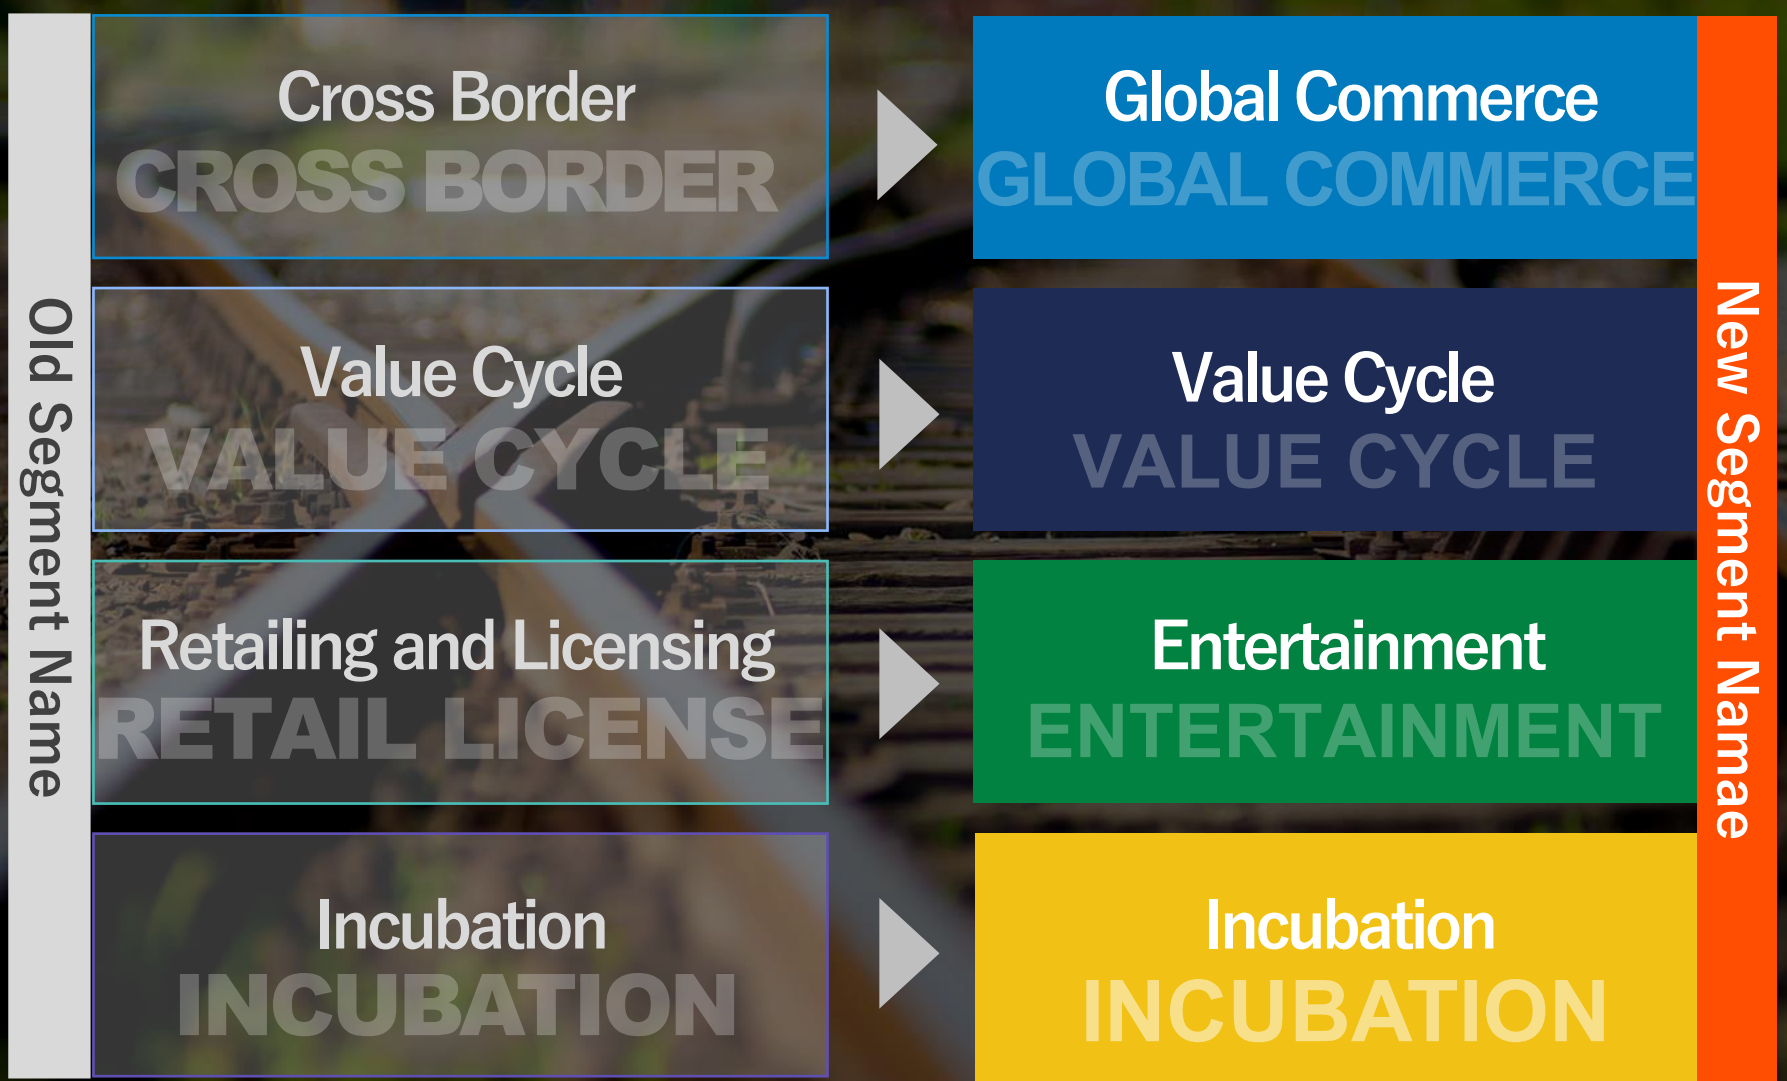 Old Segment Name
Cross Border
CROSS BORDER
Global Commerce
GLOBAL COMMERCE
Value Cycle
VALUE CYCLE
Value Cycle
VALUE CYCLE
Retailing and Licensing
RETAIL LICENSE
Entertainment
ENTERTAINMENT
Incubation
INCUBATION
Incubation
INCUBATION
New Segment Namae